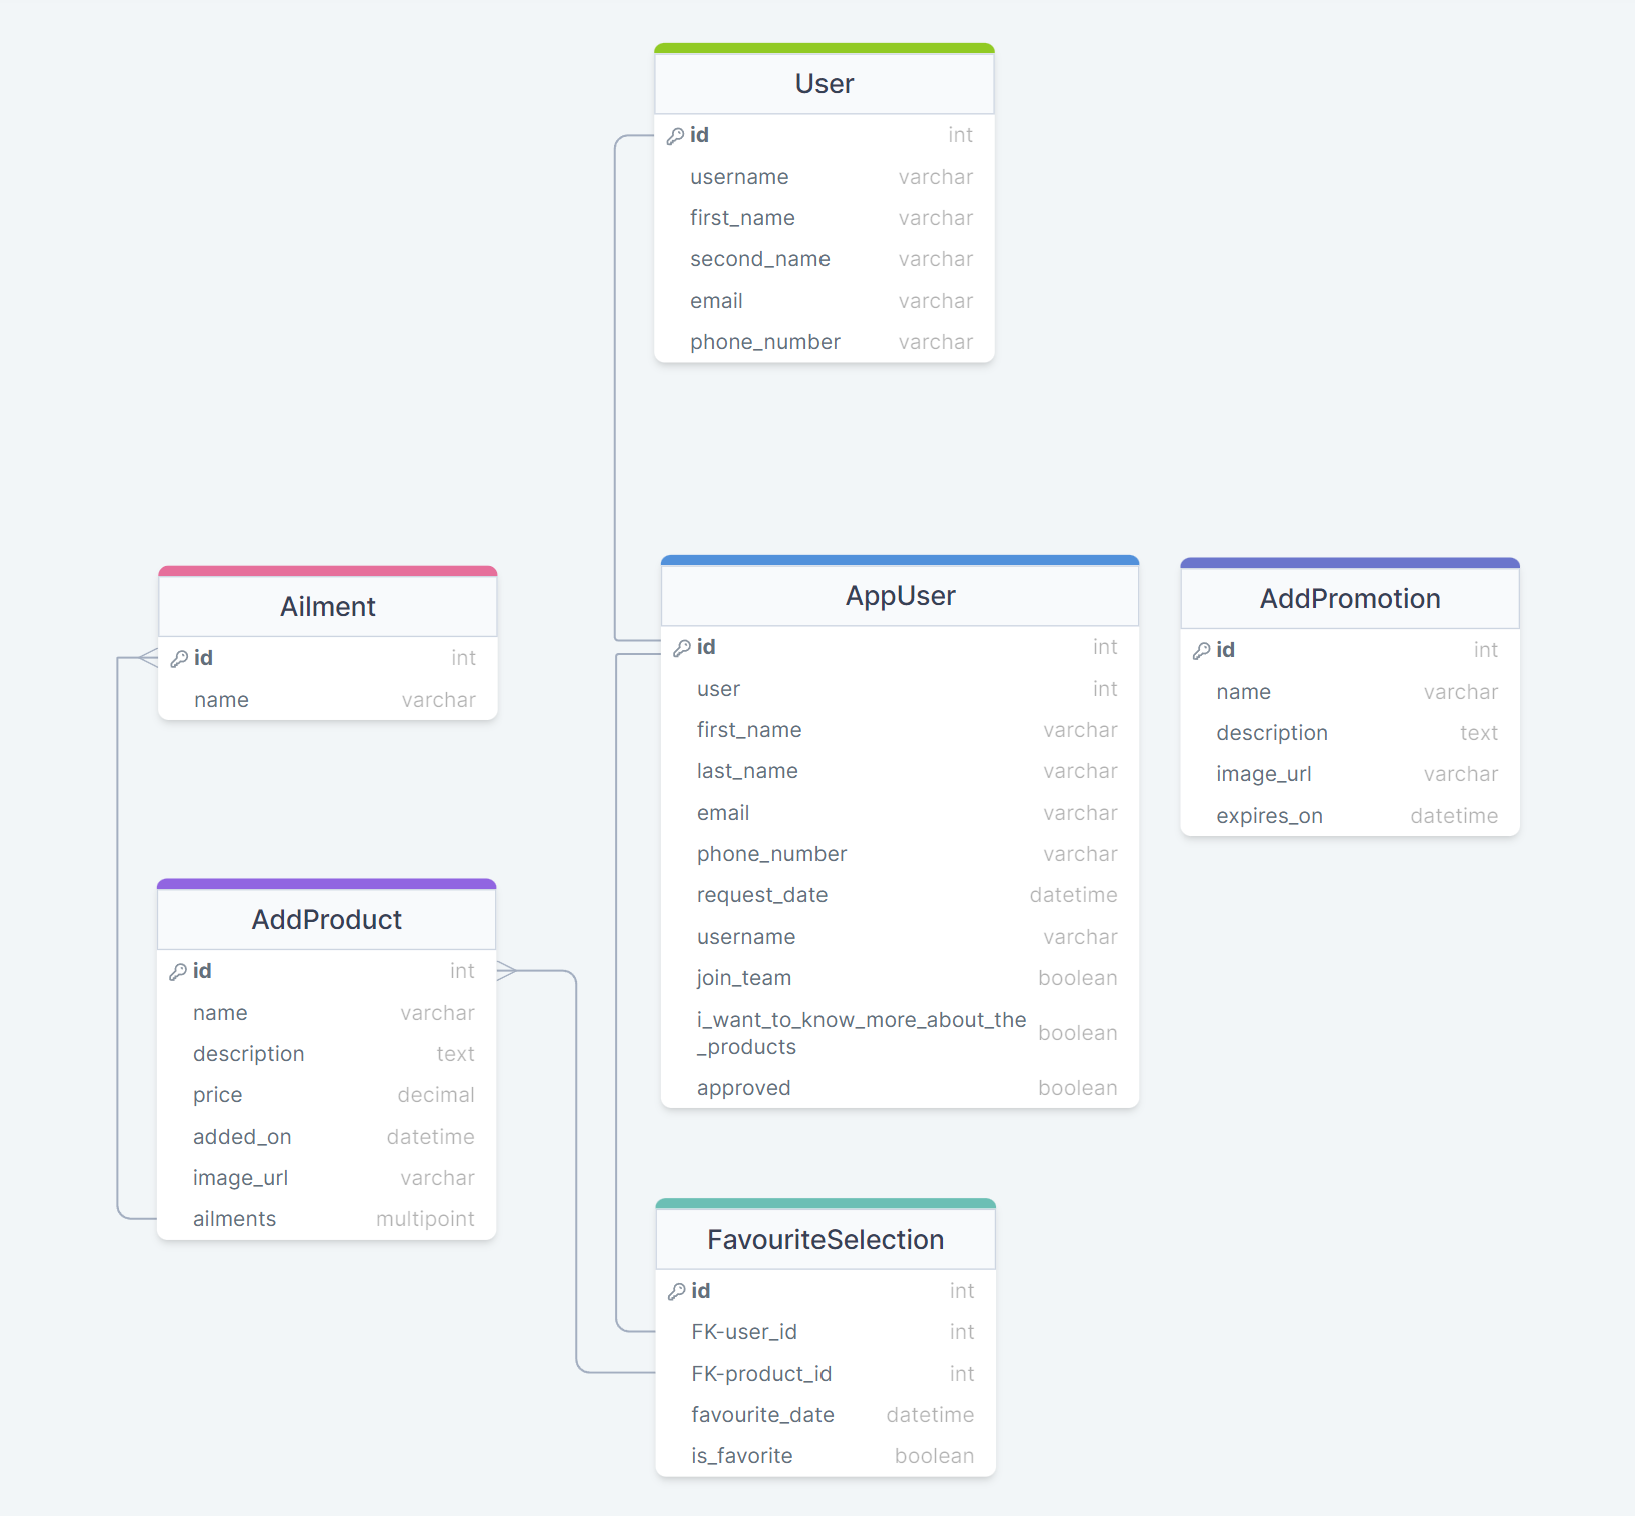 User
id int
username varchar
first_name varchar
second_name varchar
email varchar
phone_number varchar
Ailment
id int
name varchar
AppUser
id int
user int
first_name varchar
last_name varchar
email varchar
phone_number varchar
request_date datetime
username varchar
join_team boolean
i_want_to_know_more_about_the
_products boolean
approved boolean
AddPromotion
id int
name varchar
description text
image_url varchar
expires_on datetime
AddProduct
id int
name varchar
description text
price decimal
added_on datetime
image_url varchar
ailments multipoint
FavouriteSelection
id int
FK-user_id int
FK-product_id int
favourite_date datetime
is_favorite boolean